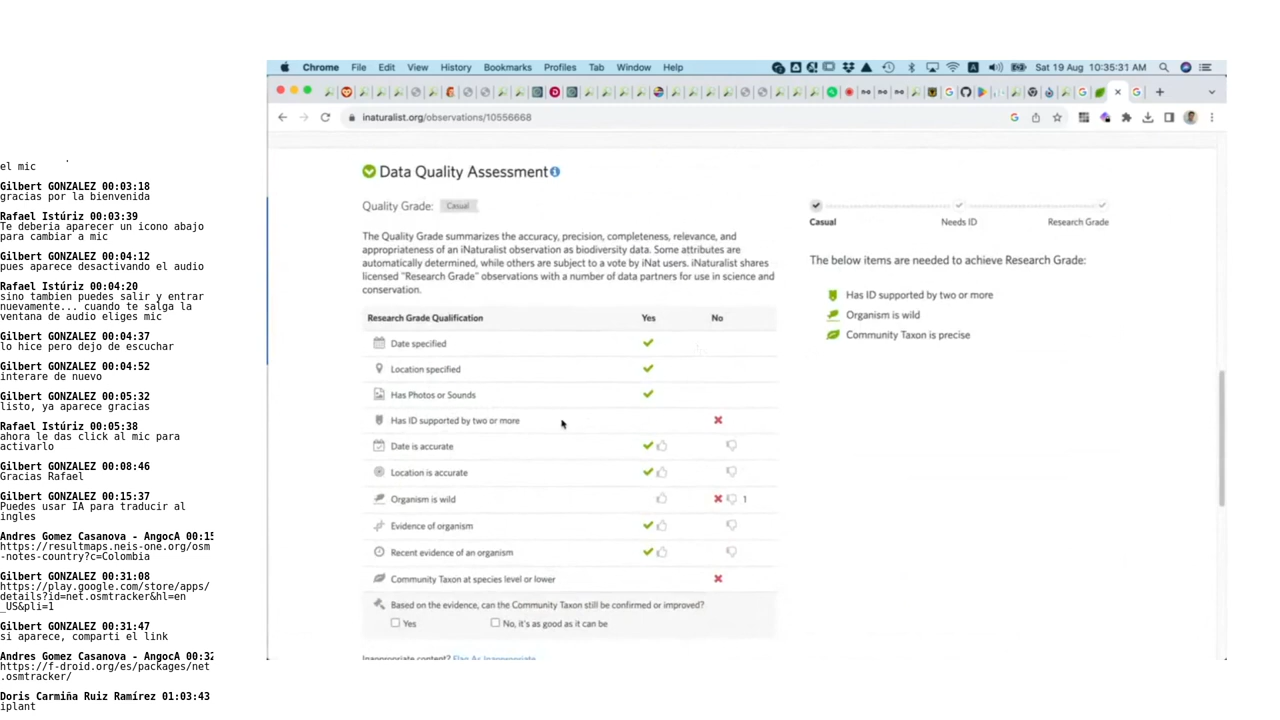 el mic
Gilbert GONZALEZ 00:03:18
gracias por la bienvenida
Rafael Istúriz 00:03:39
Te deberia aparecer un icono abajo
para cambiar a mic
Gilbert GONZALEZ 00:04:12
pues aparece desactivando el audio
Rafael Istúriz 00:04:20
sino tambien puedes salir y entrar
nuevamente... cuando te salga la
ventana de audio eliges mic
Gilbert GONZALEZ 00:04:37
lo hice pero dejo de escuchar
Gilbert GONZALEZ 00:04:52
interare de nuevo
Gilbert GONZALEZ 00:05:32
listo, ya aparece gracias
Rafael Istúriz 00:05:38
ahora le das click al mic para
activarlo
Gilbert GONZALEZ 00:08:46
Gracias Rafael
Gilbert GONZALEZ 00:15:37
Puedes usar IA para traducir al
ingles
Andres Gomez Casanova - AngocA 00:15
https://resultmaps.neis-one.org/osm
-notes-country?c=Colombia
Gilbert GONZALEZ 00:31:08
https://play.google.com/store/apps/
details?id=net.osmtracker&hl=en
_US&pli=1
Gilbert GONZALEZ 00:31:47
si aparece, comparti el link
Andres Gomez Casanova - AngocA 00:32
https://f-droid.org/es/packages/net
.osmtracker/
Doris Carmiña Ruiz Ramírez 01:03:43
iplant
Chrome File Edit View History Bookmarks Profiles Tab Window Help Sat 19 Aug 10:35:31 AM
inaturalist.org/observations/10556668
Data Quality Assessment
Quality Grade: Casual
The Quality Grade summarizes the accuracy, precision, completeness, relevance, and
appropriateness of an iNaturalist observation as biodiversity data. Some attributes are
automatically determined, while others are subject to a vote by iNat users. iNaturalist shares
licensed "Research Grade" observations with a number of data partners for use in science and
conservation.
Research Grade Qualification Yes No
Date specified
Location specified
Has Photos or Sounds
Has ID supported by two or more
Date is accurate
Location is accurate
Organism is wild 1
Evidence of organism
Recent evidence of an organism
Community Taxon at species level or lower
Based on the evidence, can the Community Taxon still be confirmed or improved?
Yes No, it's as good as it can be
Inappropriate content? Flag As Inappropriate
Casual Needs ID Research Grade
The below items are needed to achieve Research Grade:
Has ID supported by two or more
Organism is wild
Community Taxon is precise